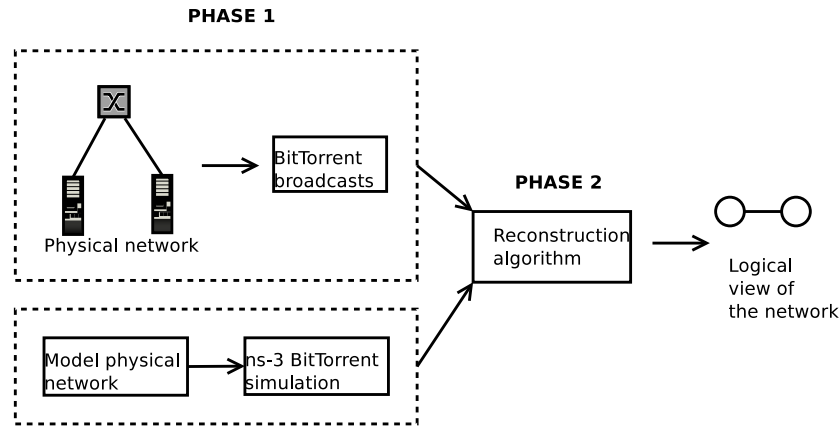 PHASE 1
BitTorrent
broadcasts
Physical network
PHASE 2
Reconstruction
algorithm
Logical
view of
the network
Model physical
network
ns-3 BitTorrent
simulation